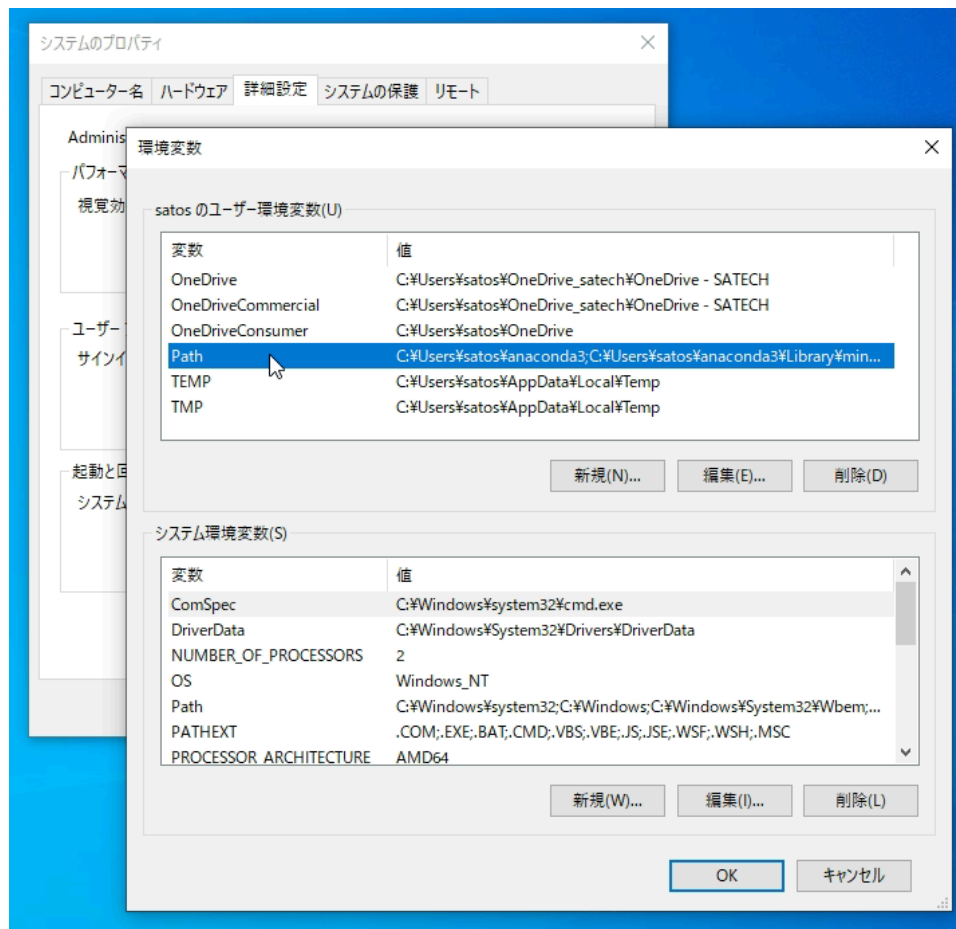 システムのプロパティ
コンピューター名 ハードウェア 詳細設定 システムの保護 リモート
Adminis
パフォーマ
視覚効
ユーザー
サインイ
起動と回
システム
環境変数
satos のユーザー環境変数(U)
変数 値
OneDrive C:¥Users¥satos¥OneDrive_satech¥OneDrive - SATECH
OneDriveCommercial C:¥Users¥satos¥OneDrive_satech¥OneDrive - SATECH
OneDriveConsumer C:¥Users¥satos¥OneDrive
Path C:¥Users¥satos¥anaconda3;C:¥Users¥satos¥anaconda3¥Library¥min...
TEMP C:¥Users¥satos¥AppData¥Local¥Temp
TMP C:¥Users¥satos¥AppData¥Local¥Temp
新規(N)... 編集(E)... 削除(D)
システム環境変数(S)
変数 値
ComSpec C:¥Windows¥system32¥cmd.exe
DriverData C:¥Windows¥System32¥Drivers¥DriverData
NUMBER_OF_PROCESSORS 2
OS Windows_NT
Path C:¥Windows¥system32;C:¥Windows;C:¥Windows¥System32¥Wbem;...
PATHEXT .COM;.EXE;.BAT;.CMD;.VBS;.VBE;.JS;.JSE;.WSF;.WSH;.MSC
PROCESSOR_ARCHITECTURE AMD64
新規(W)... 編集(I)... 削除(L)
OK キャンセル